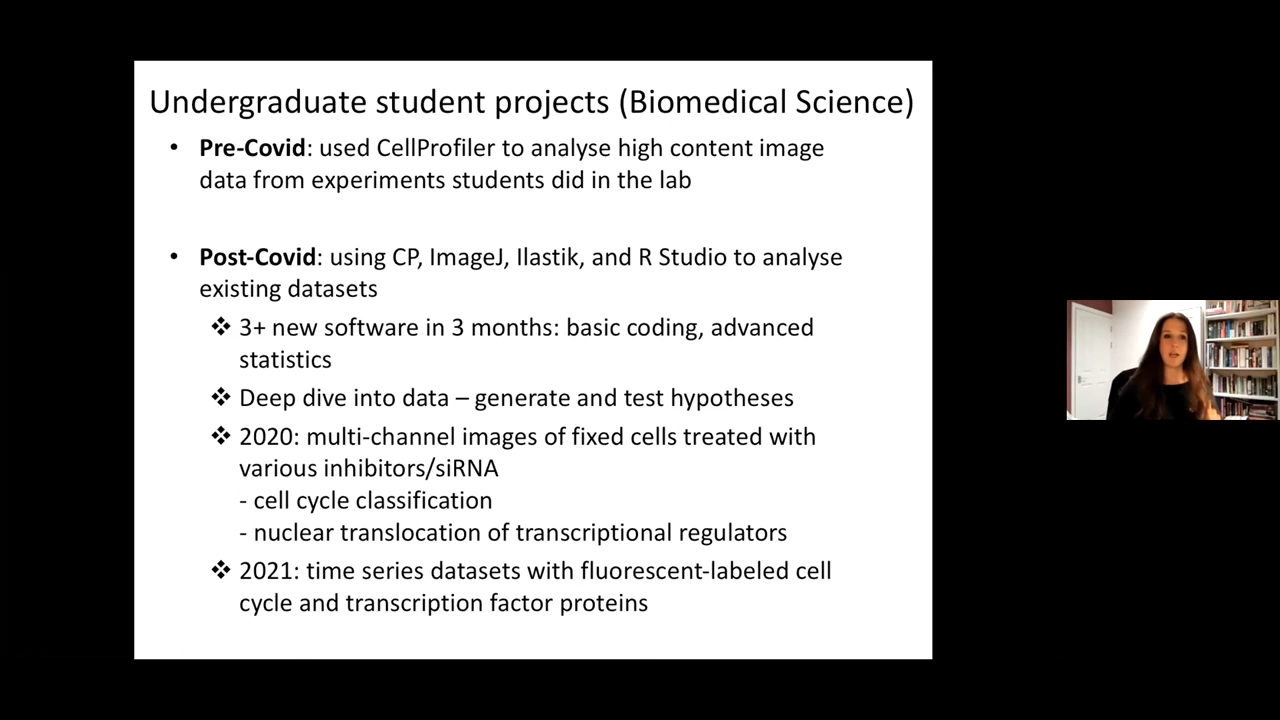 Undergraduate student projects (Biomedical Science)
• Pre-Covid: used CellProfiler to analyse high content image
data from experiments students did in the lab
• Post-Covid: using CP, ImageJ, Ilastik, and R Studio to analyse
existing datasets
❖ 3+ new software in 3 months: basic coding, advanced
statistics
❖ Deep dive into data – generate and test hypotheses
❖ 2020: multi-channel images of fixed cells treated with
various inhibitors/siRNA
- cell cycle classification
- nuclear translocation of transcriptional regulators
❖ 2021: time series datasets with fluorescent-labeled cell
cycle and transcription factor proteins